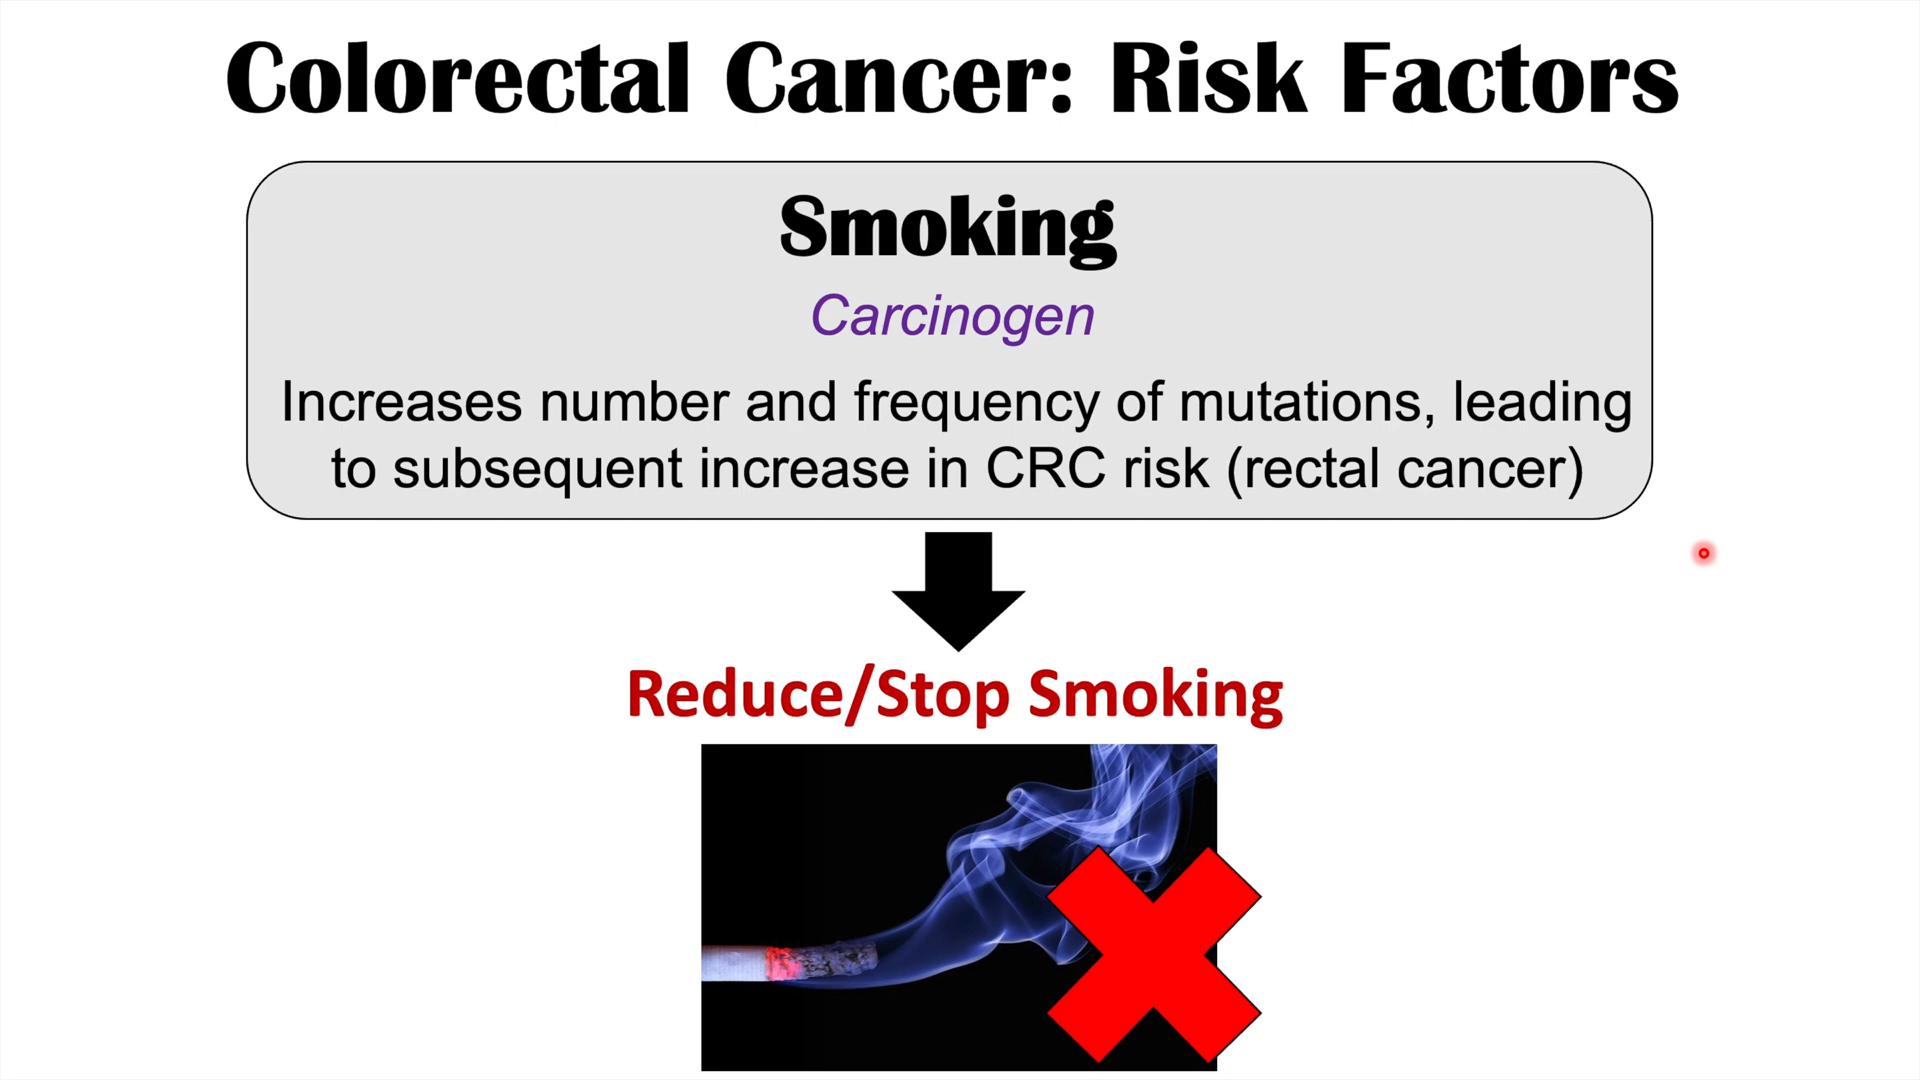 Colorectal Cancer: Risk Factors
Smoking
Carcinogen
Increases number and frequency of mutations, leading
to subsequent increase in CRC risk (rectal cancer)
Reduce/Stop Smoking